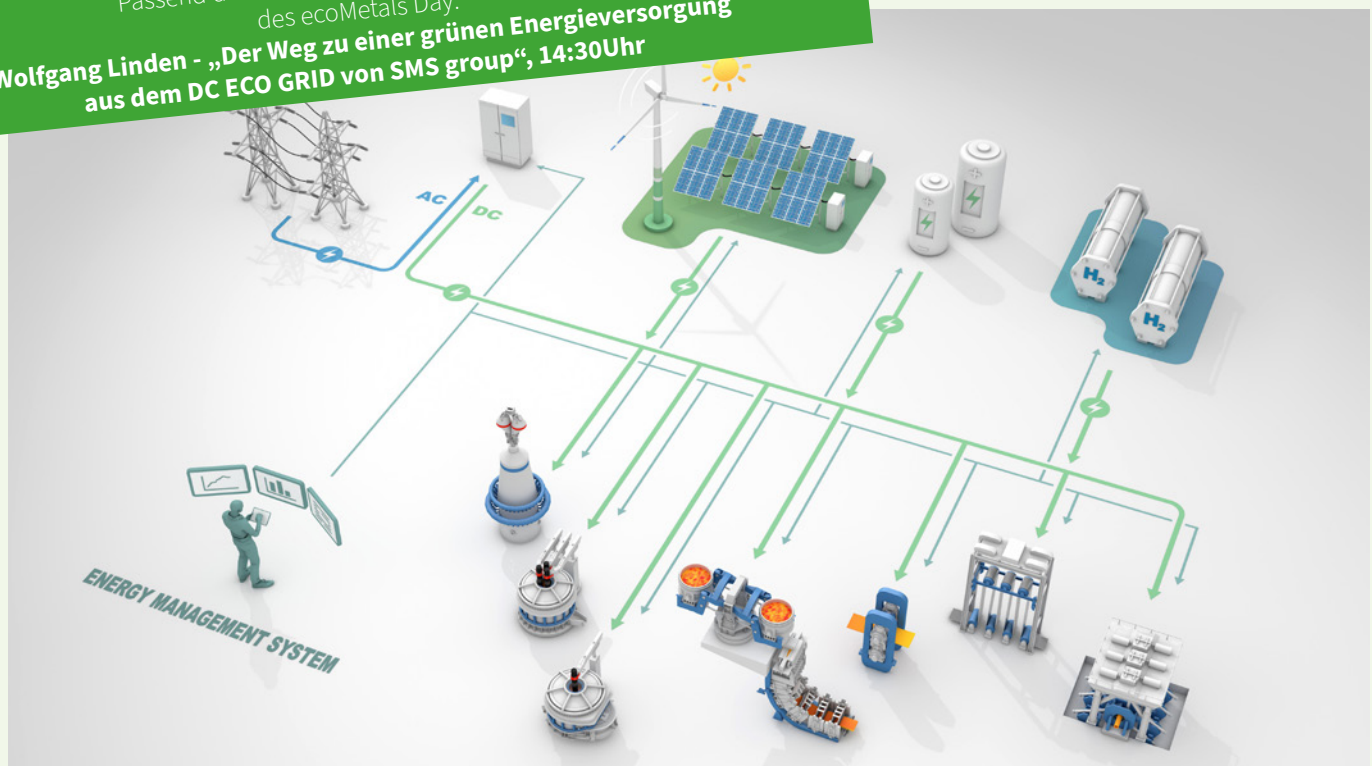 Passend
des ecoMetals Day:
Wolfgang Linden - „Der Weg zu einer grünen Energieversorgung
aus dem DC ECO GRID von SMS group“, 14:30Uhr
AC
DC
H₂
H₂
ENERGY MANAGEMENT SYSTEM